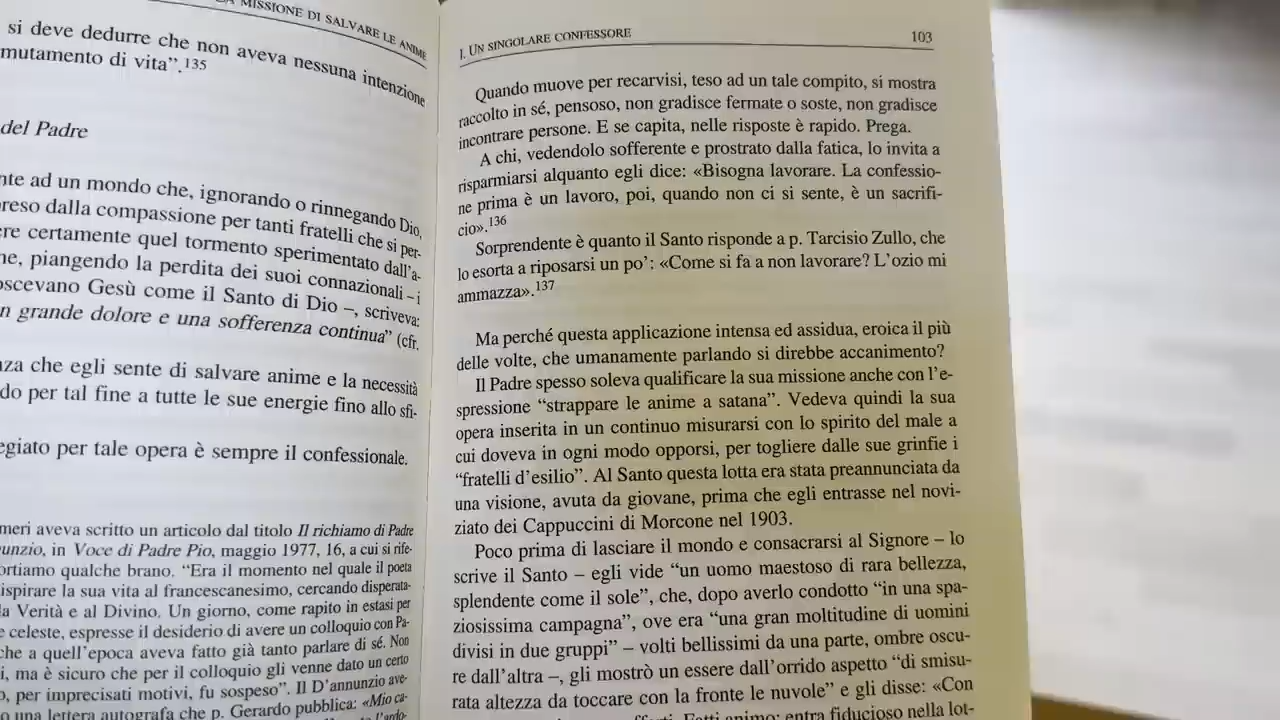 MISSIONE DI SALVARE LE ANIME
si deve dedurre che non aveva nessuna intenzione
mutamento di vita”.135
del Padre
ad un mondo che, ignorando o rinnegando Dio,
dalla compassione per tanti fratelli che si per-
certamente quel tormento sperimentato dall'a-
piangendo la perdita dei suoi connazionali – i
Gesù come il Santo di Dio –, scriveva:
grande dolore e una sofferenza continua” (cfr.
che egli sente di salvare anime e la necessità
per tal fine a tutte le sue energie fino allo sfi-
per tale opera è sempre il confessionale.
aveva scritto un articolo dal titolo Il richiamo di Padre
in Voce di Padre Pio, maggio 1977, 16, a cui si rife-
qualche brano. “Era il momento nel quale il poeta
ispirare la sua vita al francescanesimo, cercando disperata-
Verità e al Divino. Un giorno, come rapito in estasi per
celeste, espresse il desiderio di avere un colloquio con Pa-
che a quell'epoca aveva fatto già tanto parlare di sé. Non
ma è sicuro che per il colloquio gli venne dato un certo
per imprecisati motivi, fu sospeso”. Il D'annunzio ave-
una lettera autografa che p. Gerardo pubblica: «Mio ca-
I. UN SINGOLARE CONFESSORE 103
Quando muove per recarvisi, teso ad un tale compito, si mostra
raccolto in sé, pensoso, non gradisce fermate o soste, non gradisce
incontrare persone. E se capita, nelle risposte è rapido. Prega.
A chi, vedendolo sofferente e prostrato dalla fatica, lo invita a
risparmiarsi alquanto egli dice: «Bisogna lavorare. La confessio-
ne prima è un lavoro, poi, quando non ci si sente, è un sacrifi-
cio».136
Sorprendente è quanto il Santo risponde a p. Tarcisio Zullo, che
lo esorta a riposarsi un po': «Come si fa a non lavorare? L'ozio mi
ammazza».137
Ma perché questa applicazione intensa ed assidua, eroica il più
delle volte, che umanamente parlando si direbbe accanimento?
Il Padre spesso soleva qualificare la sua missione anche con l'e-
spressione “strappare le anime a satana”. Vedeva quindi la sua
opera inserita in un continuo misurarsi con lo spirito del male a
cui doveva in ogni modo opporsi, per togliere dalle sue grinfie i
“fratelli d'esilio”. Al Santo questa lotta era stata preannunciata da
una visione, avuta da giovane, prima che egli entrasse nel novi-
ziato dei Cappuccini di Morcone nel 1903.
Poco prima di lasciare il mondo e consacrarsi al Signore – lo
scrive il Santo – egli vide “un uomo maestoso di rara bellezza,
splendente come il sole”, che, dopo averlo condotto “in una spa-
ziosissima campagna”, ove era “una gran moltitudine di uomini
divisi in due gruppi” – volti bellissimi da una parte, ombre oscu-
re dall'altra –, gli mostrò un essere dall'orrido aspetto “di smisu-
rata altezza da toccare con la fronte le nuvole” e gli disse: «Con
Fatti animo: entra fiducioso nella lot-